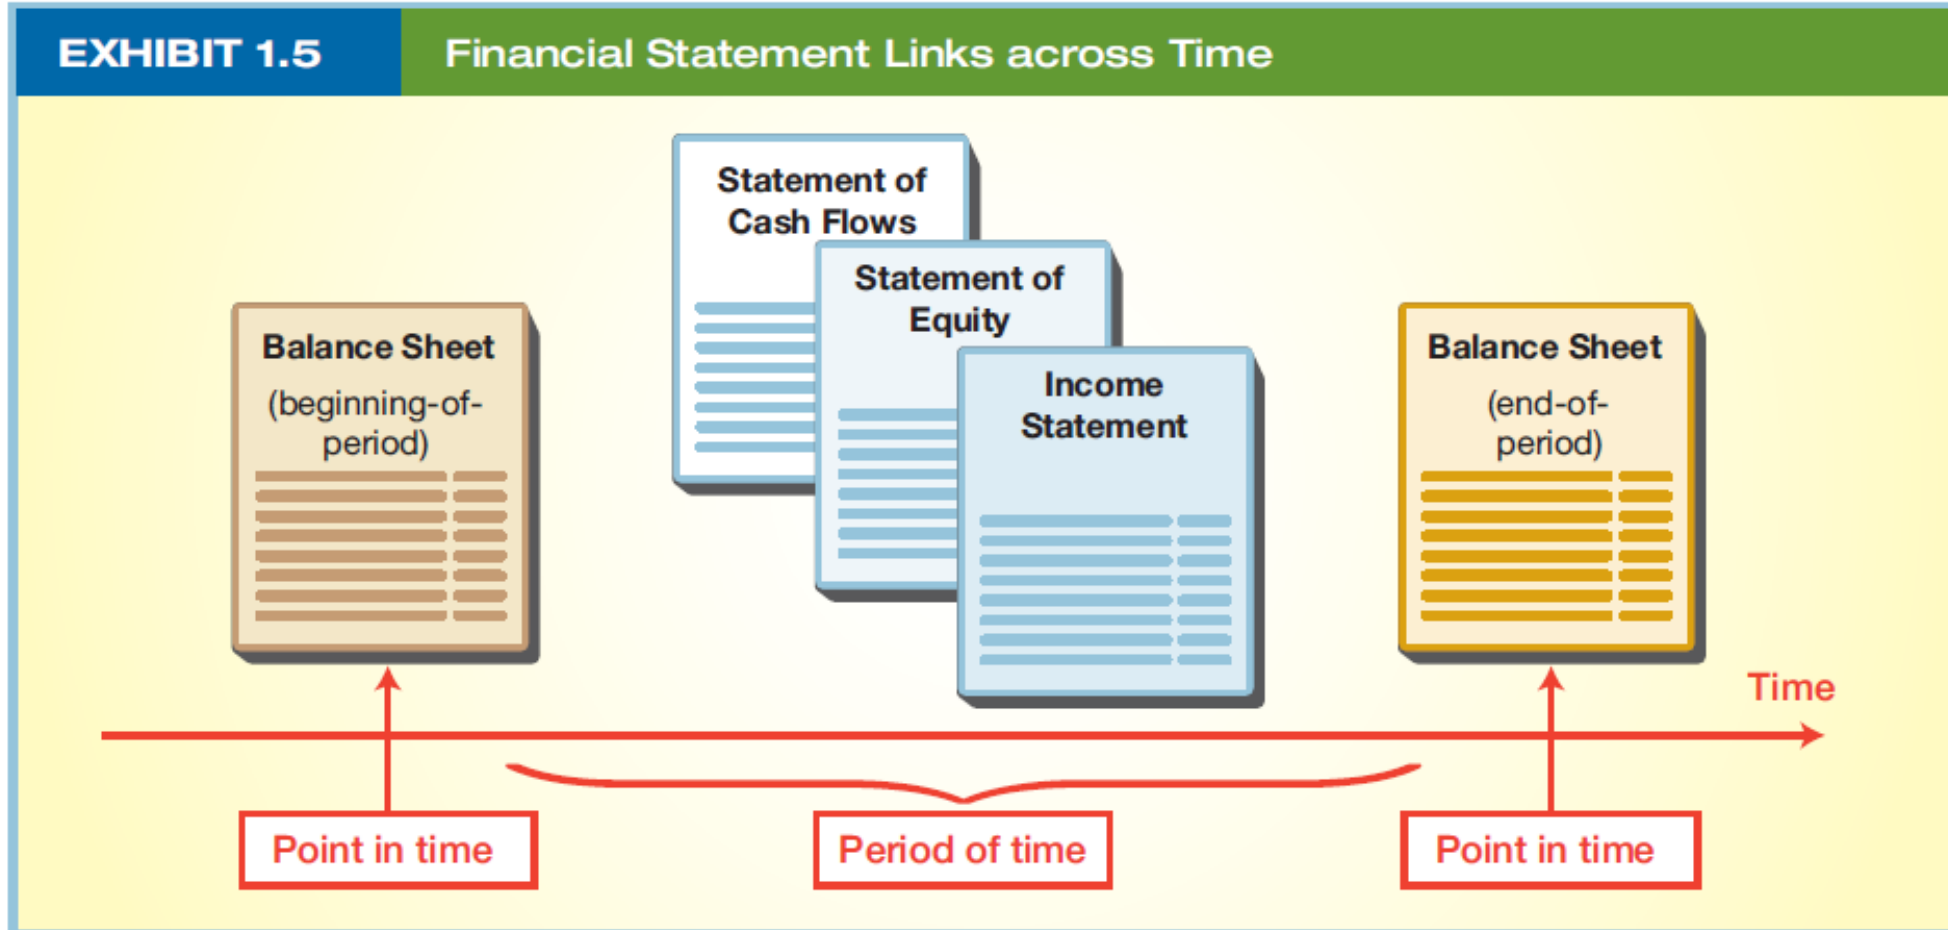 EXHIBIT 1.5
Financial Statement Links across Time
Statement of
Cash Flows
Statement of
Equity
Income
Statement
Balance Sheet
(beginning-of-
period)
Balance Sheet
(end-of-
period)
Time
Point in time
Period of time
Point in time